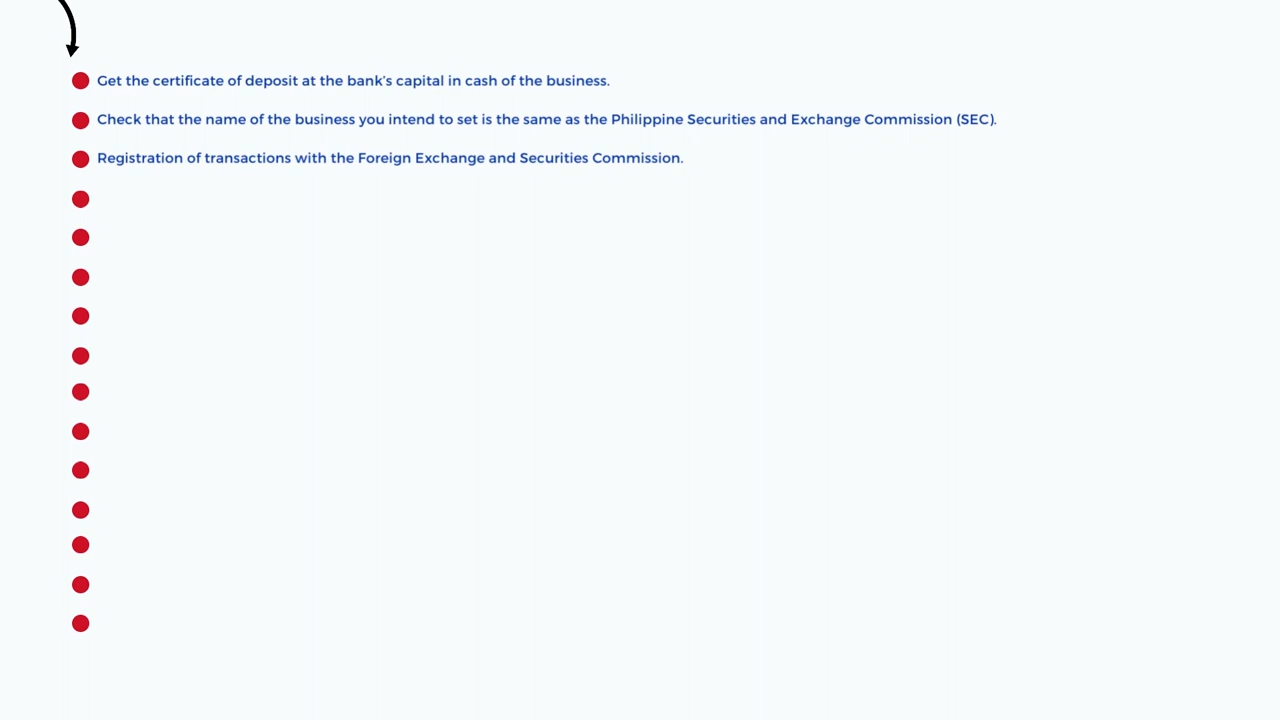 Get the certificate of deposit at the bank's capital in cash of the business.
Check that the name of the business you intend to set is the same as the Philippine Securities and Exchange Commission (SEC).
Registration of transactions with the Foreign Exchange and Securities Commission.